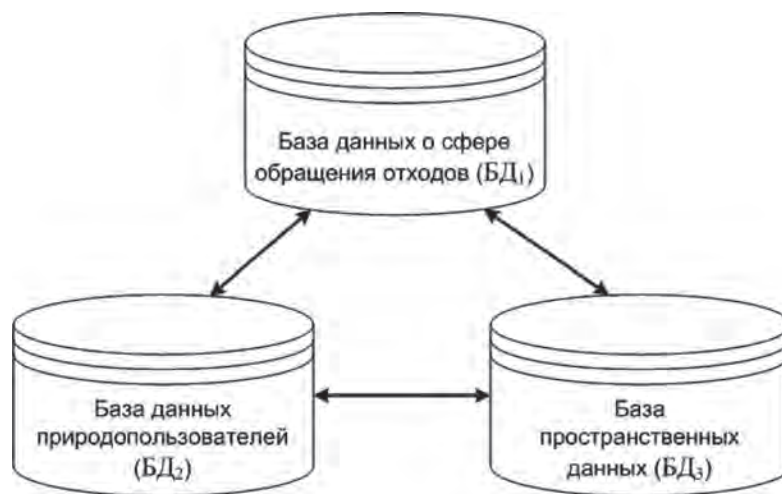 База данных о сфере
обращения отходов (БД₁)
База данных
природопользователей
(БД₂)
База
пространственных
данных (БД₃)